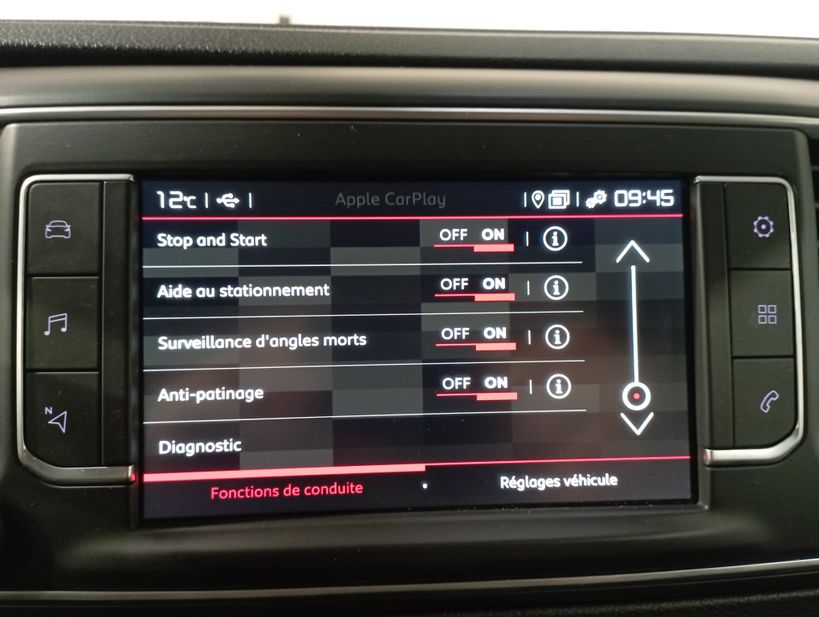 12°C Apple CarPlay 09:45
Stop and Start OFF ON i
Aide au stationnement OFF ON i
Surveillance d'angles morts OFF ON i
Anti-patinage OFF ON i
Diagnostic
Fonctions de conduite Réglages véhicule
N